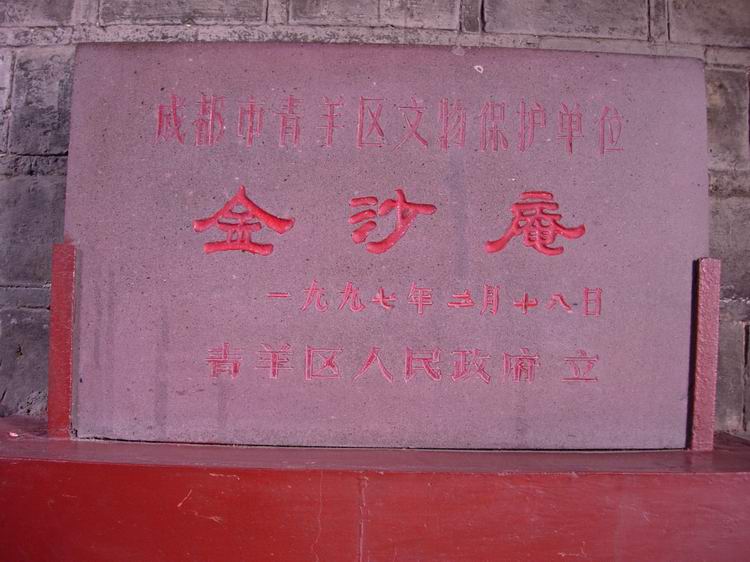 成都市青羊区文物保护单位
金沙庵
一九九七年二月十八日
青羊区人民政府立